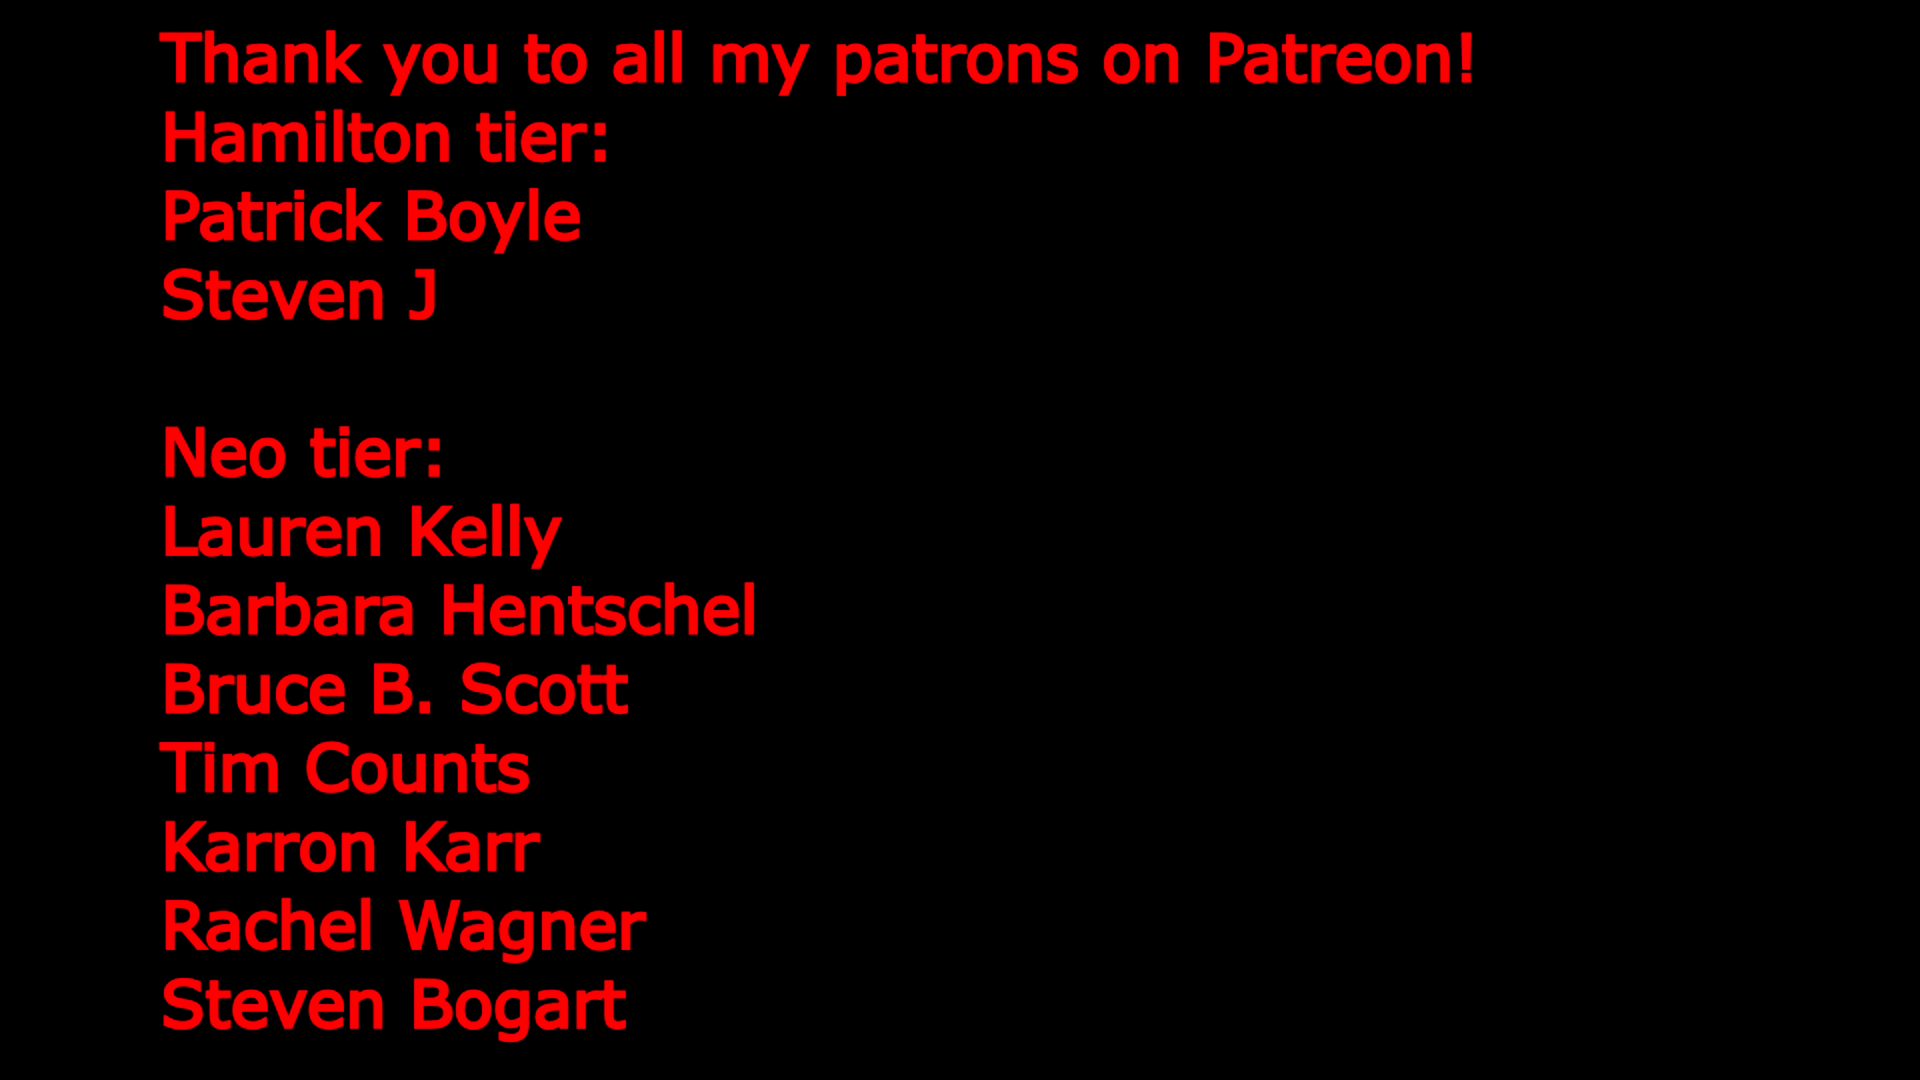 Thank you to all my patrons on Patreon!
Hamilton tier:
Patrick Boyle
Steven J
Neo tier:
Lauren Kelly
Barbara Hentschel
Bruce B. Scott
Tim Counts
Karron Karr
Rachel Wagner
Steven Bogart